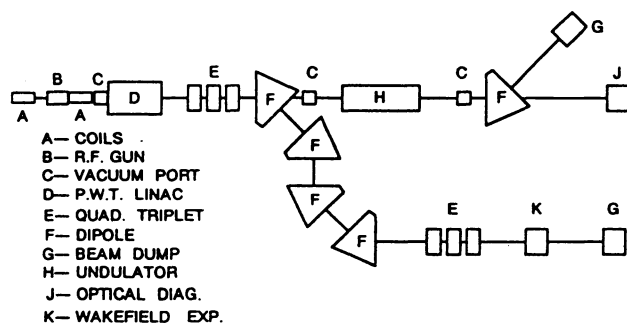 G
B C E C C J
D F H F
A A
F
A— COILS .
B— R.F. GUN
C— VACUUM PORT
D— P.W.T. LINAC
E— QUAD. TRIPLET
F— DIPOLE
G— BEAM DUMP
H— UNDULATOR
J— OPTICAL DIAG.
K— WAKEFIELD EXP.
F
F
E K G